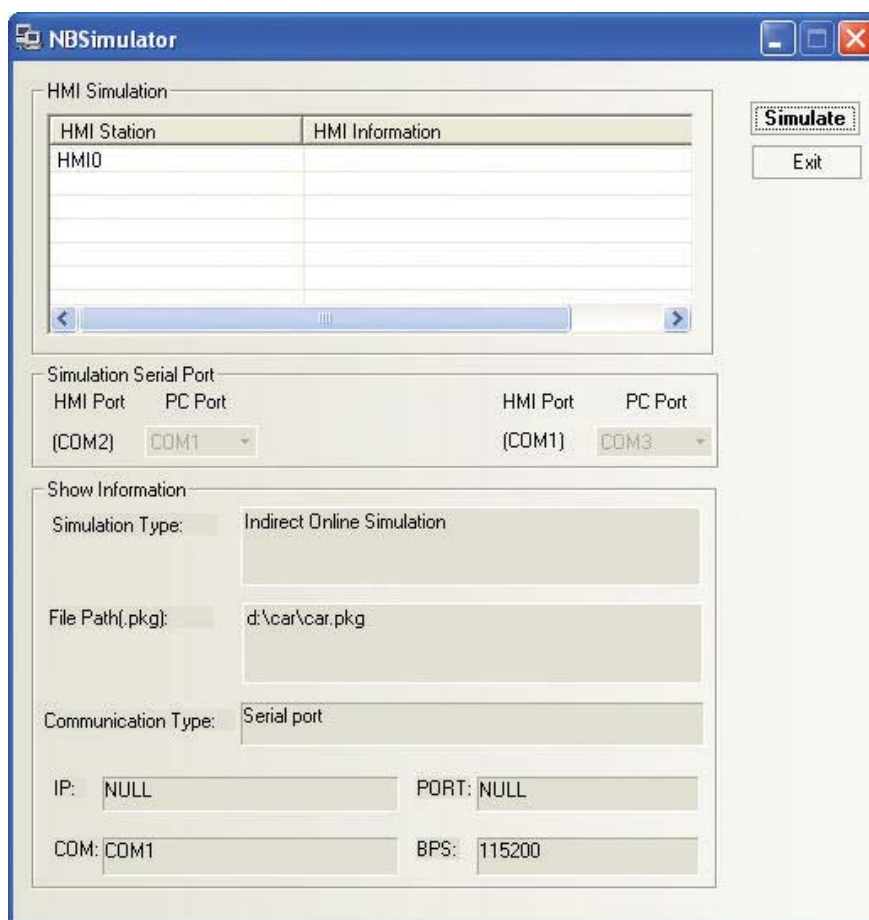 NBSimulator
HMI Simulation
HMI Station HMI Information
HMI0
Simulate
Exit
Simulation Serial Port
HMI Port PC Port HMI Port PC Port
(COM2) COM1 (COM1) COM3
Show Information
Simulation Type: Indirect Online Simulation
File Path(.pkg): d:\car\car.pkg
Communication Type: Serial port
IP: NULL PORT: NULL
COM: COM1 BPS: 115200